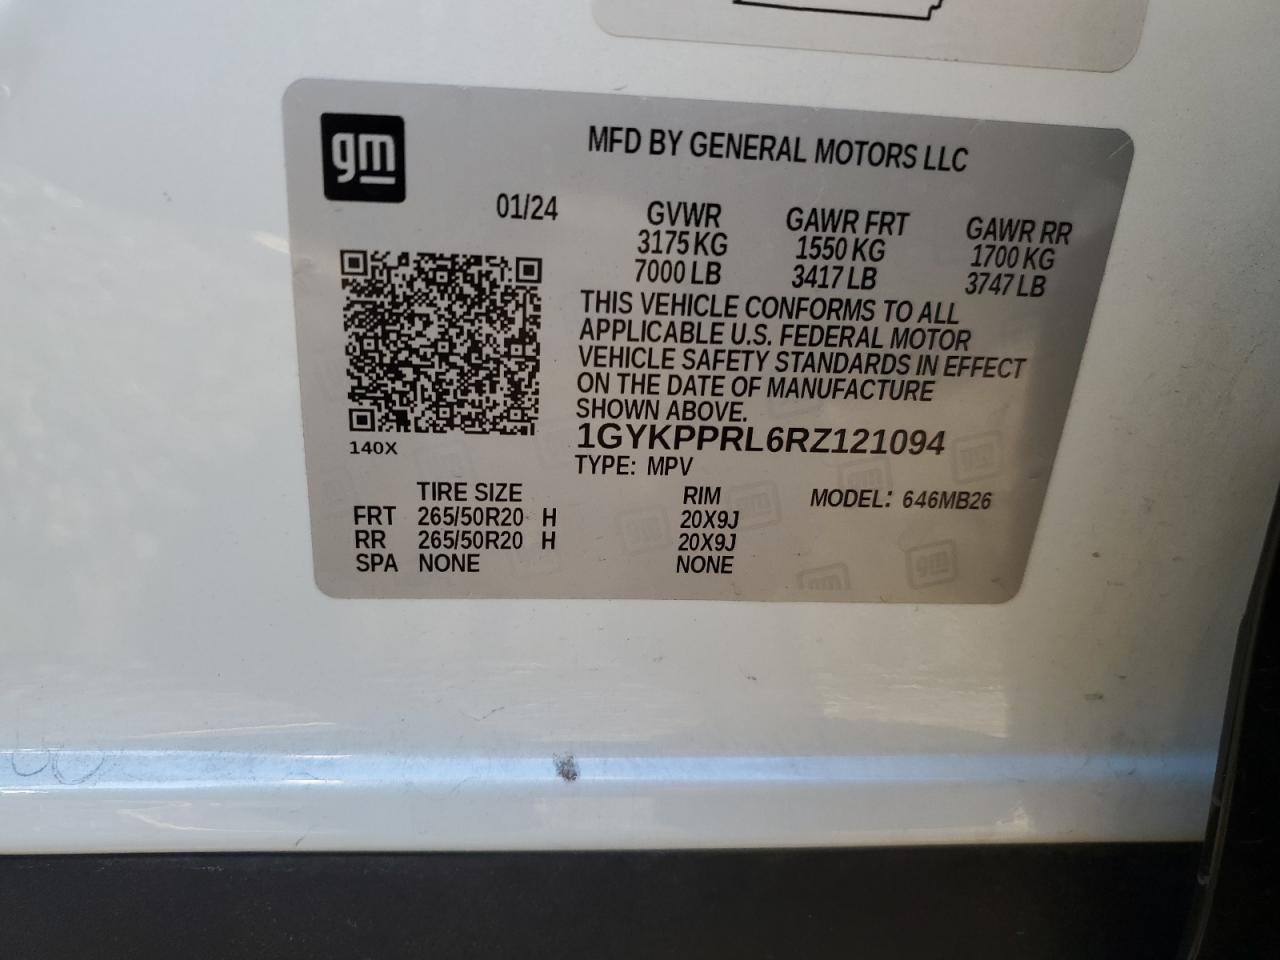 gm
MFD BY GENERAL MOTORS LLC
01/24 GVWR GAWR FRT GAWR RR
3175 KG 1550 KG 1700 KG
7000 LB 3417 LB 3747 LB
THIS VEHICLE CONFORMS TO ALL
APPLICABLE U.S. FEDERAL MOTOR
VEHICLE SAFETY STANDARDS IN EFFECT
ON THE DATE OF MANUFACTURE
SHOWN ABOVE.
1GYKPPRL6RZ121094
140X
TYPE: MPV
TIRE SIZE RIM MODEL: 646MB26
FRT 265/50R20 H 20X9J
RR 265/50R20 H 20X9J
SPA NONE NONE